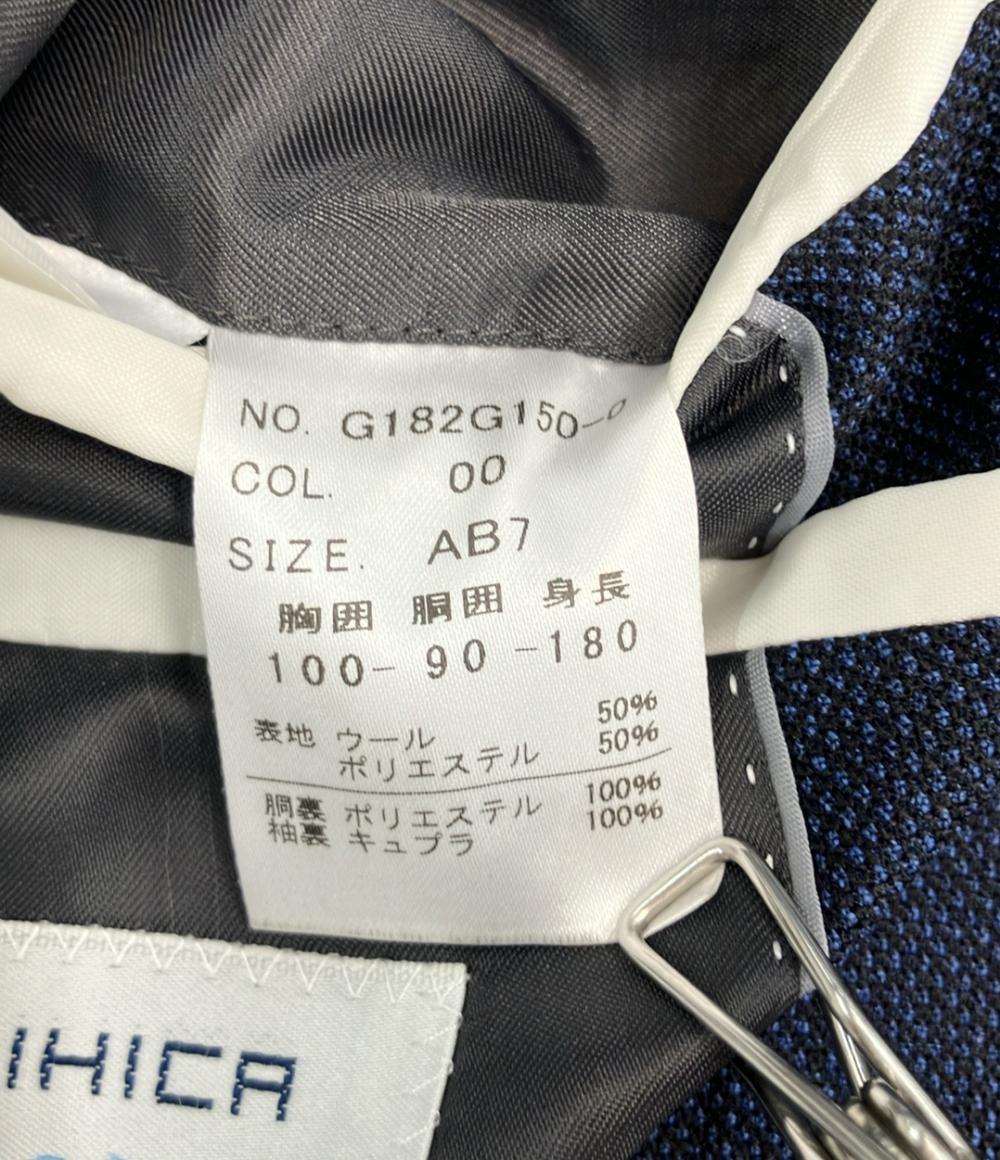 NO. G182G150-
COL. 00
SIZE. AB7
胸囲 胴囲 身長
100- 90 -180
表地 ウール 50%
ポリエステル 50%
胴裏 ポリエステル 100%
袖裏 キュプラ 100%
IHICA